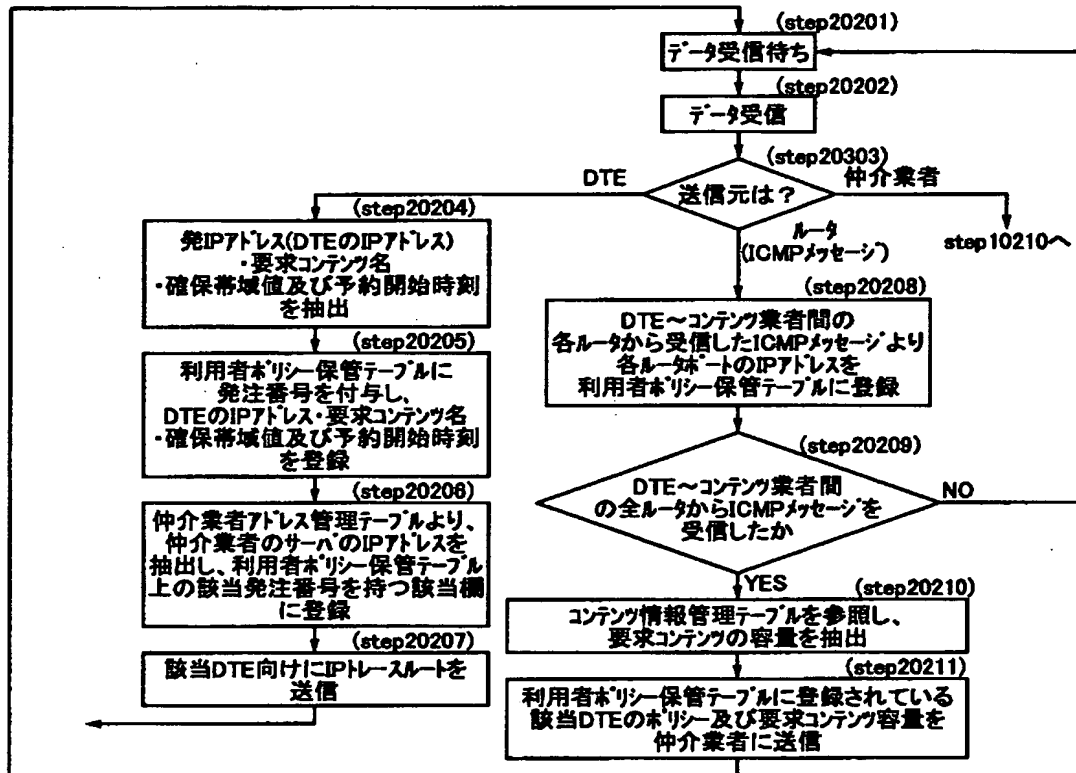 (step20201)
データ受信待ち
(step20202)
データ受信
(step20303)
送信元は?
DTE
仲介業者
step10210へ
ルータ
(ICMPメッセージ)
(step20204)
発IPアドレス(DTEのIPアドレス)
・要求コンテンツ名
・確保帯域値及び予約開始時刻
を抽出
(step20205)
利用者ポリシー保管テーブルに
発注番号を付与し、
DTEのIPアドレス・要求コンテンツ名
・確保帯域値及び予約開始時刻
を登録
(step20206)
仲介業者アドレス管理テーブルより、
仲介業者のサーバのIPアドレスを
抽出し、利用者ポリシー保管テーブル
上の該当発注番号を持つ該当欄
に登録
(step20207)
該当DTE向けにIPトレースルートを
送信
(step20208)
DTE～コンテンツ業者間の
各ルータから受信したICMPメッセージより
各ルータポートのIPアドレスを
利用者ポリシー保管テーブルに登録
(step20209)
DTE～コンテンツ業者間
の全ルータからICMPメッセージを
受信したか
NO
YES
(step20210)
コンテンツ情報管理テーブルを参照し、
要求コンテンツの容量を抽出
(step20211)
利用者ポリシー保管テーブルに登録されている
該当DTEのポリシー及び要求コンテンツ容量を
仲介業者に送信